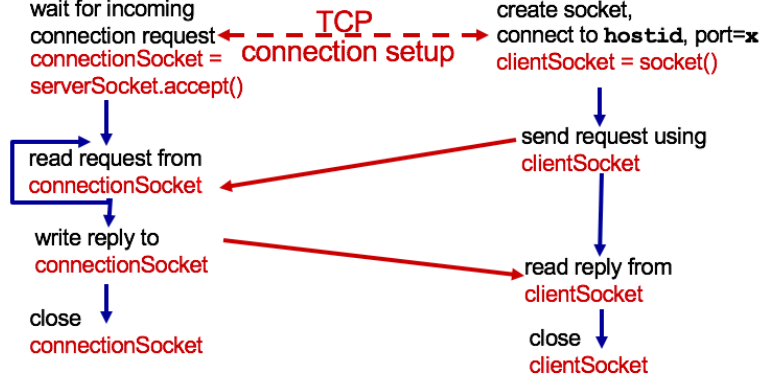 wait for incoming
connection request
connectionSocket =
serverSocket.accept()
TCP
connection setup
create socket,
connect to hostid, port=x
clientSocket = socket()
read request from
connectionSocket
send request using
clientSocket
write reply to
connectionSocket
read reply from
clientSocket
close
connectionSocket
close
clientSocket